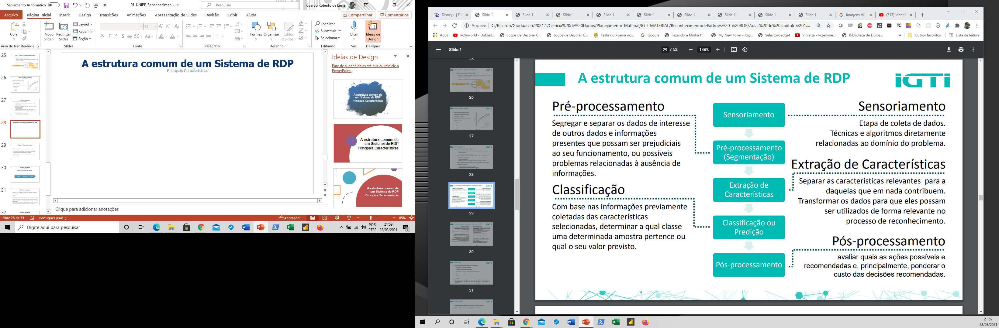 Salvamento Automático
01-UNIPE-Reconhecimen...
Pesquisar
Ricardo Roberto de Lima
Arquivo
Página Inicial
Inserir
Design
Transições
Animações
Apresentação de Slides
Revisão
Exibir
Ajuda
Compartilhar
Comentários
Colar
Novo Slide
Reutilizar Slides
Layout
Redefinir
Seção
32
N I S S ab AV Aa A
Formas
Organizar
Estilos Rápidos
Localizar
Substituir
Selecionar
Ditar
Ideias de Design
Área de Transferência
Slides
Fonte
Parágrafo
Desenho
Editando
Voz
Designer
25
26
27
28
29
30
31
32
A estrutura comum de um Sistema de RDP
Principais Características
Ideias de Design
Pare de sugerir ideias até que eu reinicie o
PowerPoint.
A estrutura comum de
um Sistema de RDP
Principais Características
A estrutura comum de
um Sistema de RDP
Principais Características
A estrutura comum de
um Sistema de RDP
Principais Características
Clique para adicionar anotações
Slide 28 de 34
Português (Brasil)
Anotações
65%
Digite aqui para pesquisar
POR
PTB2
21:59
28/03/2021
3
Disney+ | Fil
Slide 1
Slide 1
Slide 1
Slide 1
Slide 1
Slide 1
Slide 1
Slide 1
Slide 1
imagens de
(713) Identif
Arquivo | C:/Ricardo/Graduacao/2021.1/Ciência%20de%20Dados/Planejamento-Material/IGTI-MATERIAL/ReconhecimentodePadroes%20-%20RDP/Aulas%20do%20capítulo%201....
Apps
Pollyworld - Dublad...
Jogos de Decorar C...
Jogos de Decorar C...
Festa do Pijama no...
Google
Fazendo a Minha F...
My New Town - Jog...
SelectorGadget
Violetta - Pojedyne...
Biblioteca de Livros...
»
Outros favoritos
Lista de leitura
Slide 1
29 / 52
146%
25
26
27
28
29
30
31
A estrutura comum de um Sistema de RDP
iGTi
Pré-processamento
Segregar e separar os dados de interesse
de outros dados e informações
presentes que possam ser prejudiciais
ao seu funcionamento, ou possíveis
problemas relacionadas à ausência de
informações.
Classificação
Com base nas informações previamente
coletadas das características
selecionadas, determinar a qual classe
uma determinada amostra pertence ou
qual o seu valor previsto.
Sensoriamento
Pré-processamento
(Segmentação)
Extração de
Características
Classificação ou
Predição
Pós-processamento
Sensoriamento
Etapa de coleta de dados.
Técnicas e algoritmos diretamente
relacionadas ao domínio do problema.
Extração de Características
Separar as características relevantes para a
daquelas que em nada contribuem.
Transformar os dados para que eles possam
ser utilizados de forma relevante no
processo de reconhecimento.
Pós-processamento
avaliar quais as ações possíveis e
recomendadas e, principalmente, ponderar o
custo das decisões recomendadas.
21:59
28/03/2021